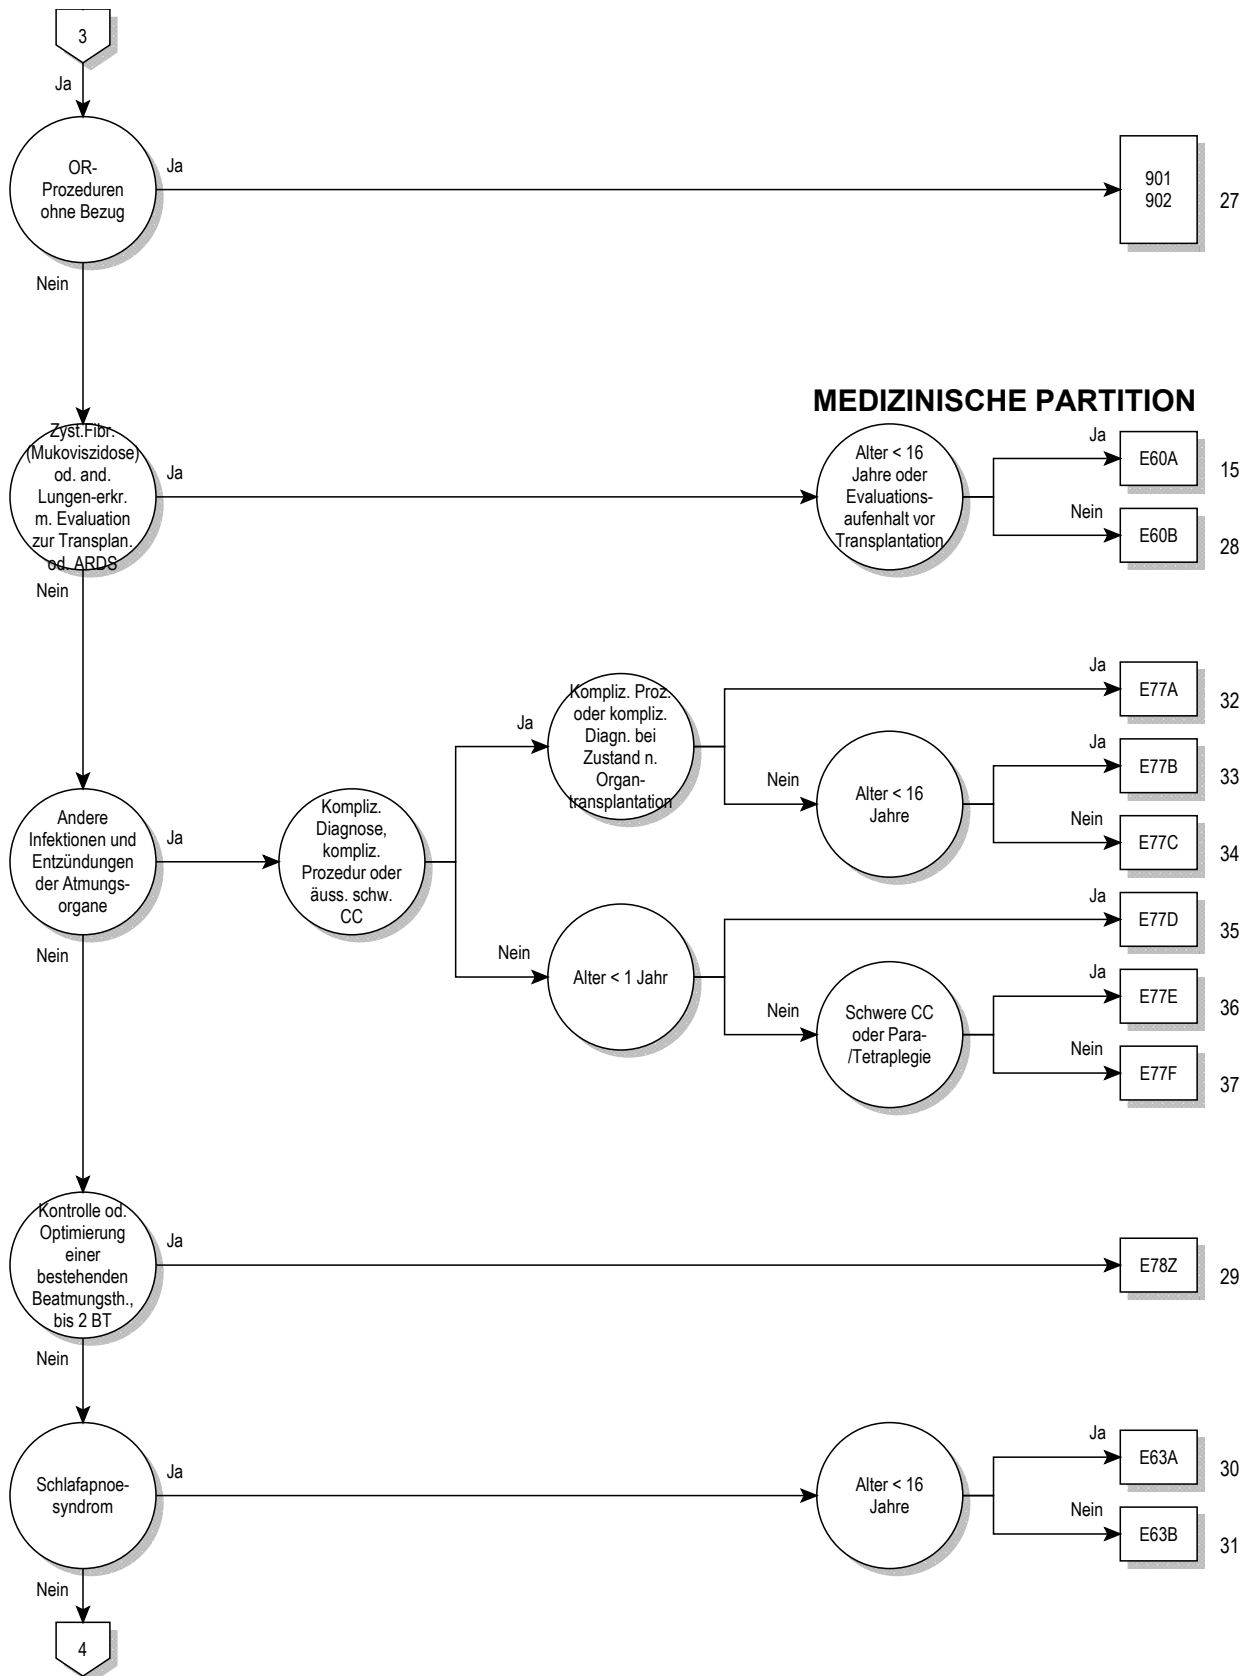 3
Ja
OR-
Prozeduren
ohne Bezug
Ja
901
902
27
Nein
MEDIZINISCHE PARTITION
Zyst.Fibr.
(Mukoviszidose)
od. and.
Lungen-erkr.
m. Evaluation
zur Transplan.
od. ARDS
Ja
Alter < 16
Jahre oder
Evaluations-
aufenhalt vor
Transplantation
Ja
E60A
15
Nein
E60B
28
Nein
Andere
Infektionen und
Entzündungen
der Atmungs-
organe
Ja
Kompliz.
Diagnose,
kompliz.
Prozedur oder
äuss. schw.
CC
Ja
Kompliz. Proz.
oder kompliz.
Diagn. bei
Zustand n.
Organ-
transplantation
Ja
E77A
32
Nein
Alter < 16
Jahre
Ja
E77B
33
Nein
E77C
34
Nein
Alter < 1 Jahr
Ja
E77D
35
Nein
Schwere CC
oder Para-
/Tetraplegie
Ja
E77E
36
Nein
E77F
37
Nein
Kontrolle od.
Optimierung
einer
bestehenden
Beatmungsth.,
bis 2 BT
Ja
E78Z
29
Nein
Schlafapnoe-
syndrom
Ja
Alter < 16
Jahre
Ja
E63A
30
Nein
E63B
31
Nein
4